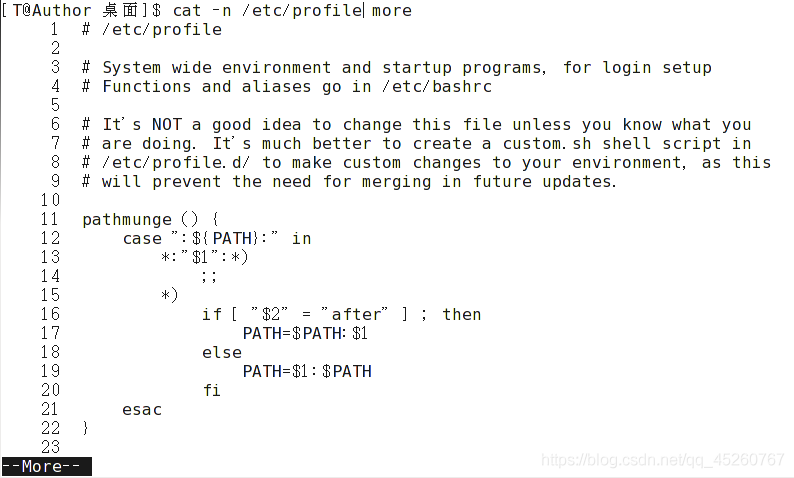 [T@Author 桌面]$ cat -n /etc/profile| more
     1  # /etc/profile
     2
     3  # System wide environment and startup programs, for login setup
     4  # Functions and aliases go in /etc/bashrc
     5
     6  # It's NOT a good idea to change this file unless you know what you
     7  # are doing. It's much better to create a custom.sh shell script in
     8  # /etc/profile.d/ to make custom changes to your environment, as this
     9  # will prevent the need for merging in future updates.
    10
    11  pathmunge () {
    12      case ":${PATH}:" in
    13          *:"$1":*)
    14              ;;
    15          *)
    16              if [ "$2" = "after" ] ; then
    17                  PATH=$PATH:$1
    18              else
    19                  PATH=$1:$PATH
    20              fi
    21      esac
    22  }
    23
--More--
https://blog.csdn.net/qq_45260767